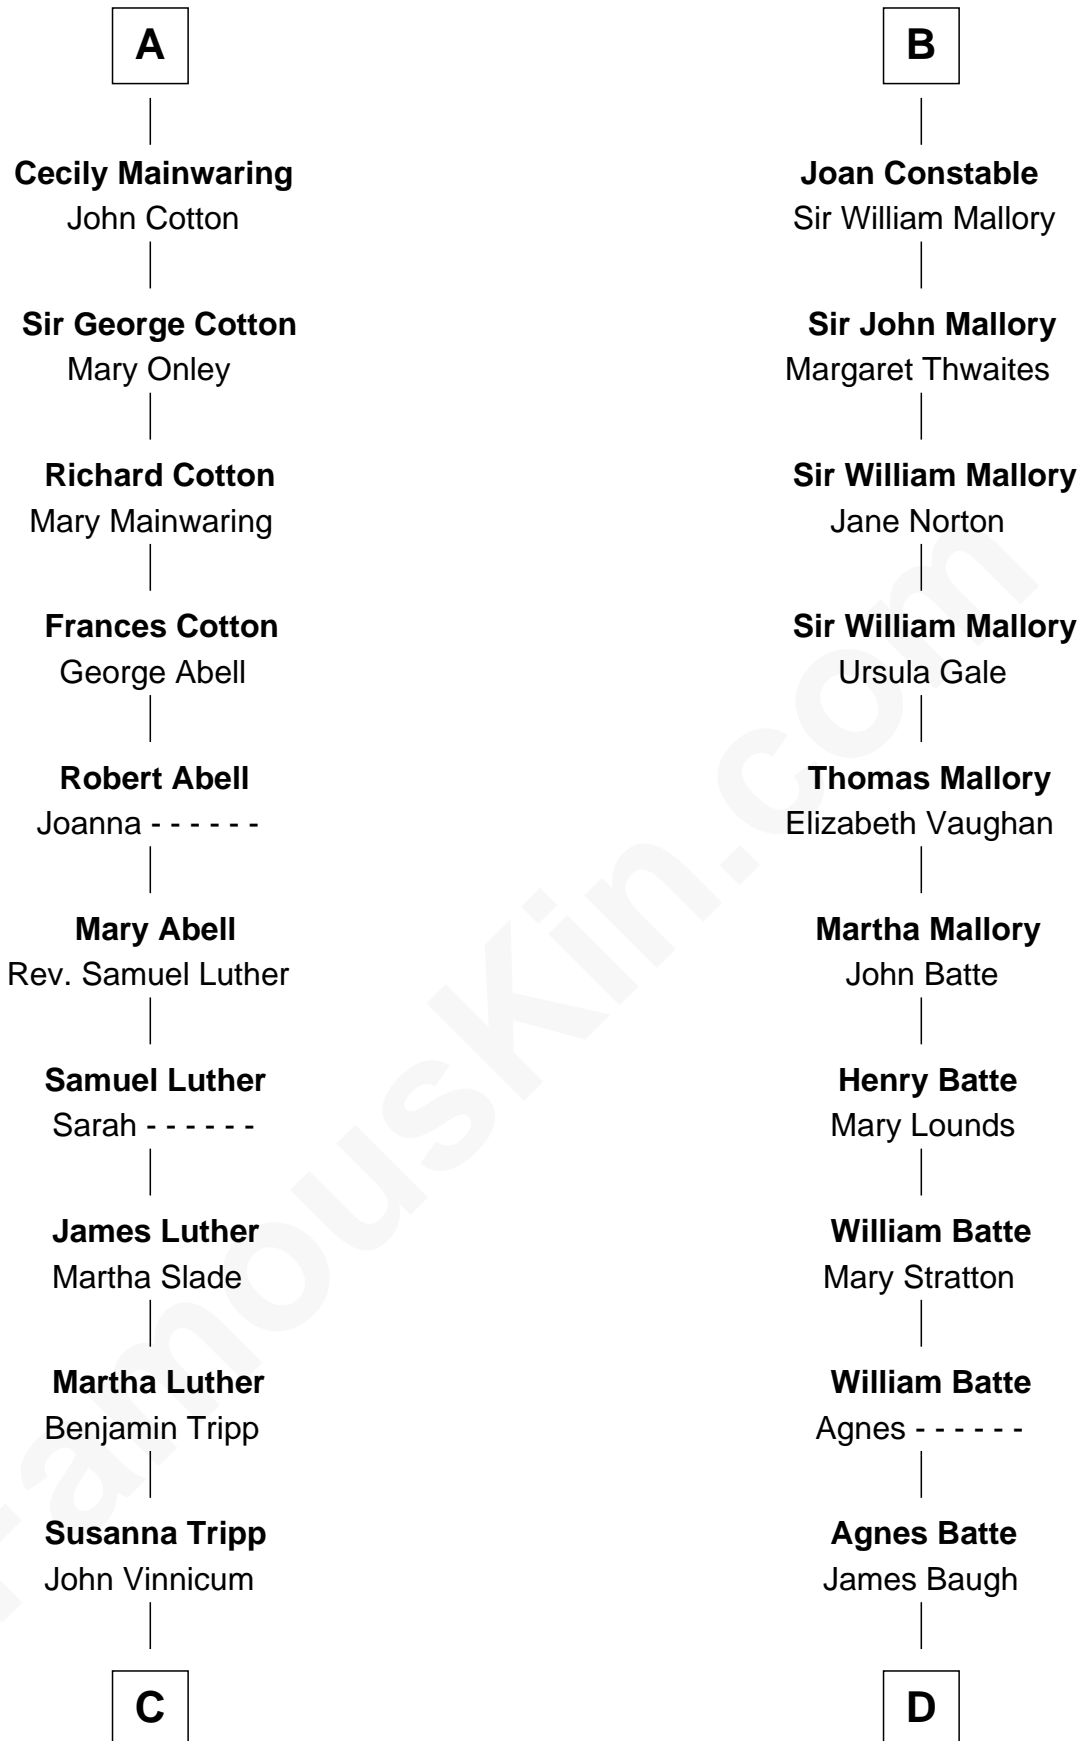 A
Cecily Mainwaring
John Cotton
Sir George Cotton
Mary Onley
Richard Cotton
Mary Mainwaring
Frances Cotton
George Abell
Robert Abell
Joanna - - - - - -
Mary Abell
Rev. Samuel Luther
Samuel Luther
Sarah - - - - - -
James Luther
Martha Slade
Martha Luther
Benjamin Tripp
Susanna Tripp
John Vinnicum
C
B
Joan Constable
Sir William Mallory
Sir John Mallory
Margaret Thwaites
Sir William Mallory
Jane Norton
Sir William Mallory
Ursula Gale
Thomas Mallory
Elizabeth Vaughan
Martha Mallory
John Batte
Henry Batte
Mary Lounds
William Batte
Mary Stratton
William Batte
Agnes - - - - - -
Agnes Batte
James Baugh
D
FamousKin.com